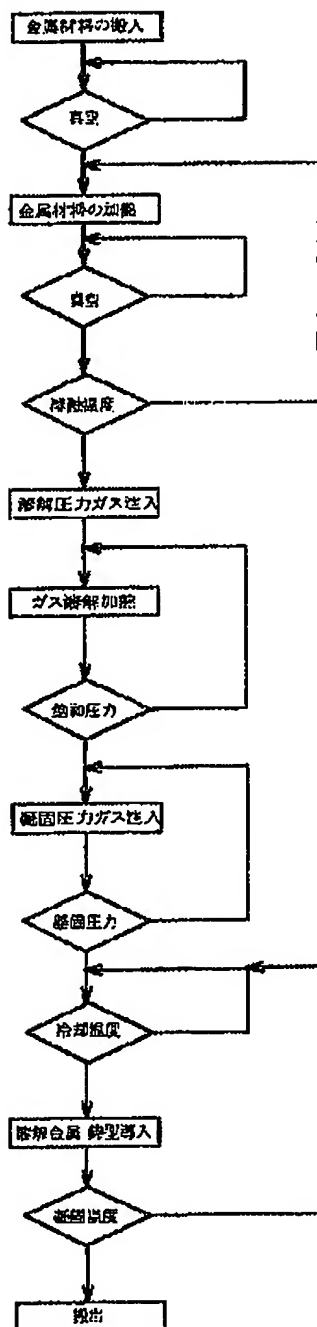 金属材料の搬入
真空
金属材料の加熱
真空
溶融温度
溶解圧力ガス注入
ガス溶解加熱
飽和圧力
凝固圧力ガス注入
凝固圧力
冷却温度
溶解金属 鋳型導入
凝固温度
搬出